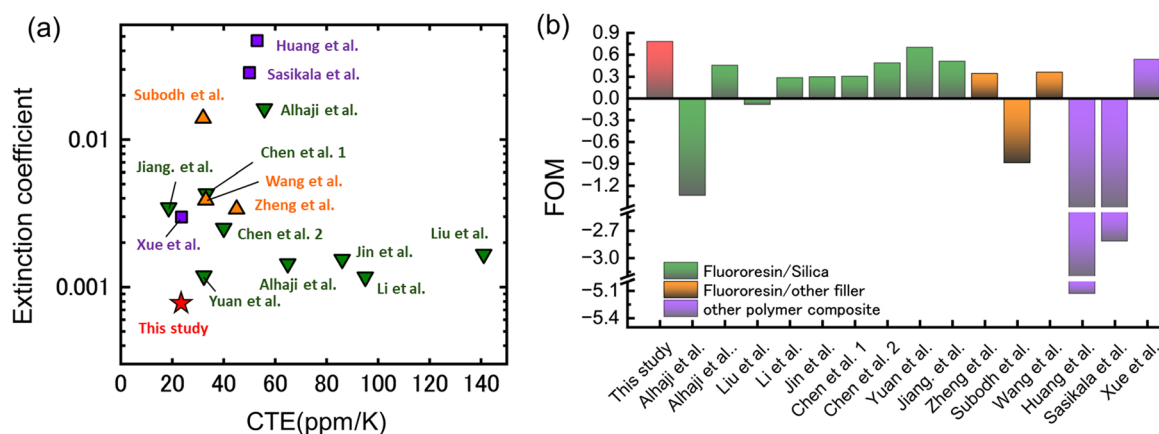 (a)
Extinction coefficient
0.01
0.001
Huang et al.
Sasikala et al.
Subodh et al.
Alhaji et al.
Jiang. et al.
Chen et al. 1
Wang et al.
Zheng et al.
Xue et al.
Chen et al. 2
Liu et al.
Jin et al.
Alhaji et al.
Li et al.
Yuan et al.
This study
0 20 40 60 80 100 120 140
CTE(ppm/K)
(b)
FOM
0.9
0.6
0.3
0.0
−0.3
−0.6
−0.9
−1.2
−2.7
−3.0
−5.1
−5.4
Fluororesin/Silica
Fluororesin/other filler
other polymer composite
This study
Alhaji et al.
Alhaji et al..
Liu et al.
Li et al.
Jin et al.
Chen et al. 1
Chen et al. 2
Yuan et al.
Jiang. et al.
Zheng et al.
Subodh et al.
Wang et al.
Huang et al.
Sasikala et al.
Xue et al.